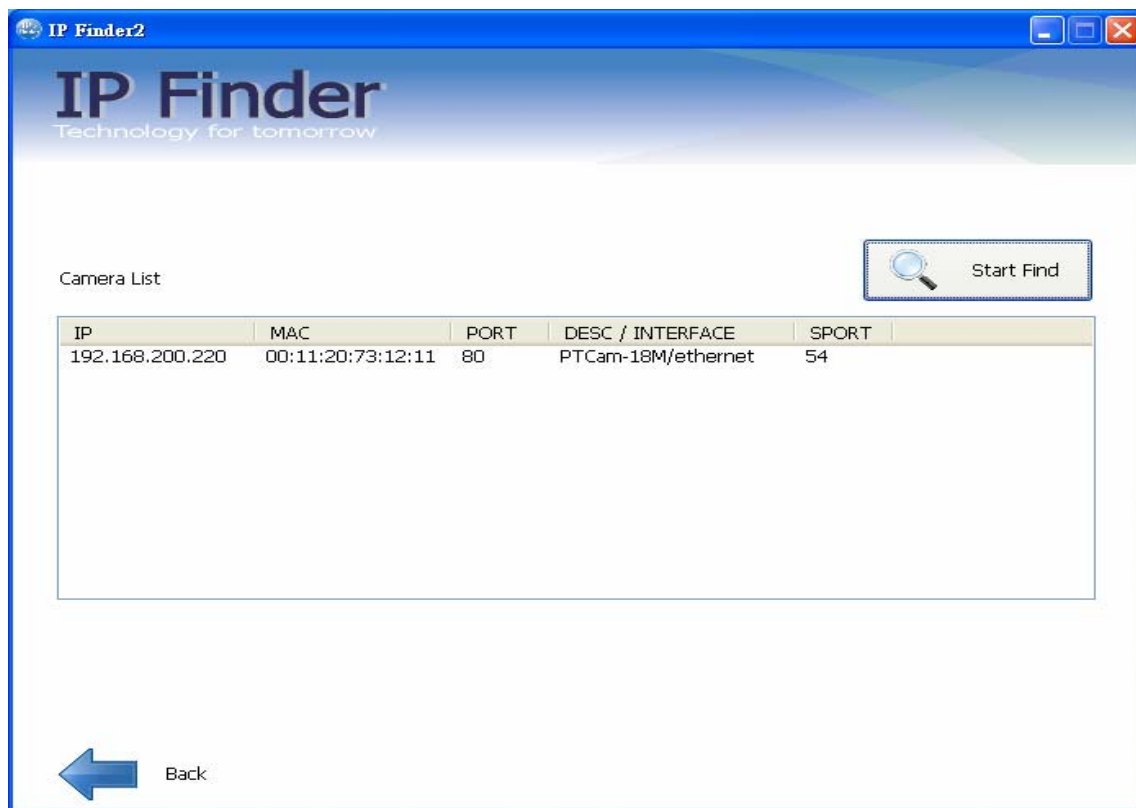 IP Finder2
IP Finder
Technology for tomorrow
Start Find
Camera List
IP MAC PORT DESC / INTERFACE SPORT
192.168.200.220 00:11:20:73:12:11 80 PTCam-18M/ethernet 54
Back